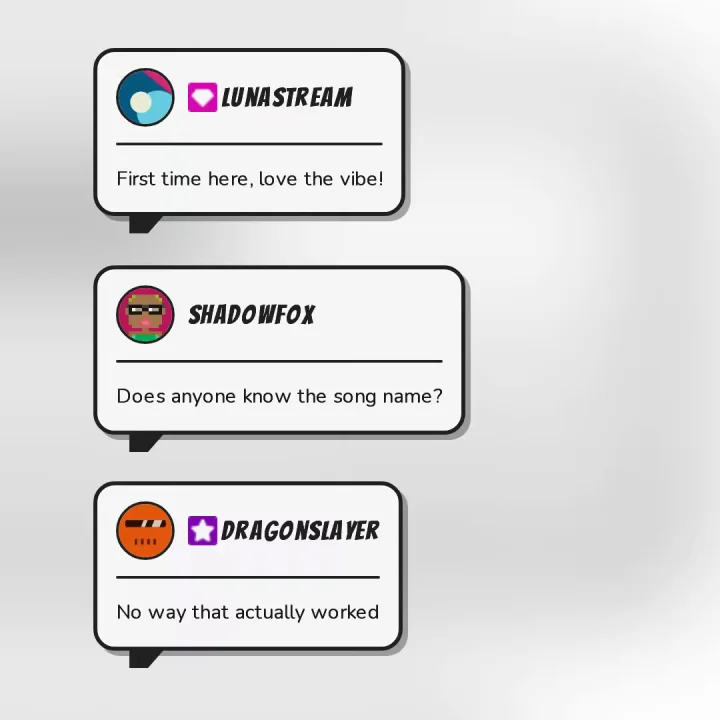 LUNASTREAM
First time here, love the vibe!
SHADOWFOX
Does anyone know the song name?
DRAGONSLAYER
No way that actually worked